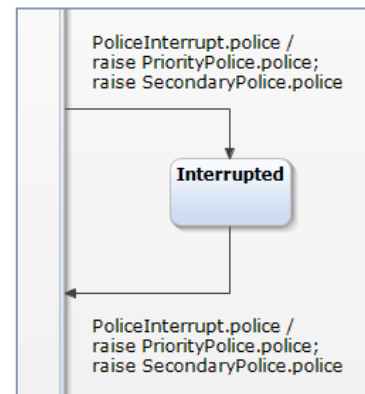 PoliceInterrupt.police /
raise PriorityPolice.police;
raise SecondaryPolice.police
Interrupted
PoliceInterrupt.police /
raise PriorityPolice.police;
raise SecondaryPolice.police